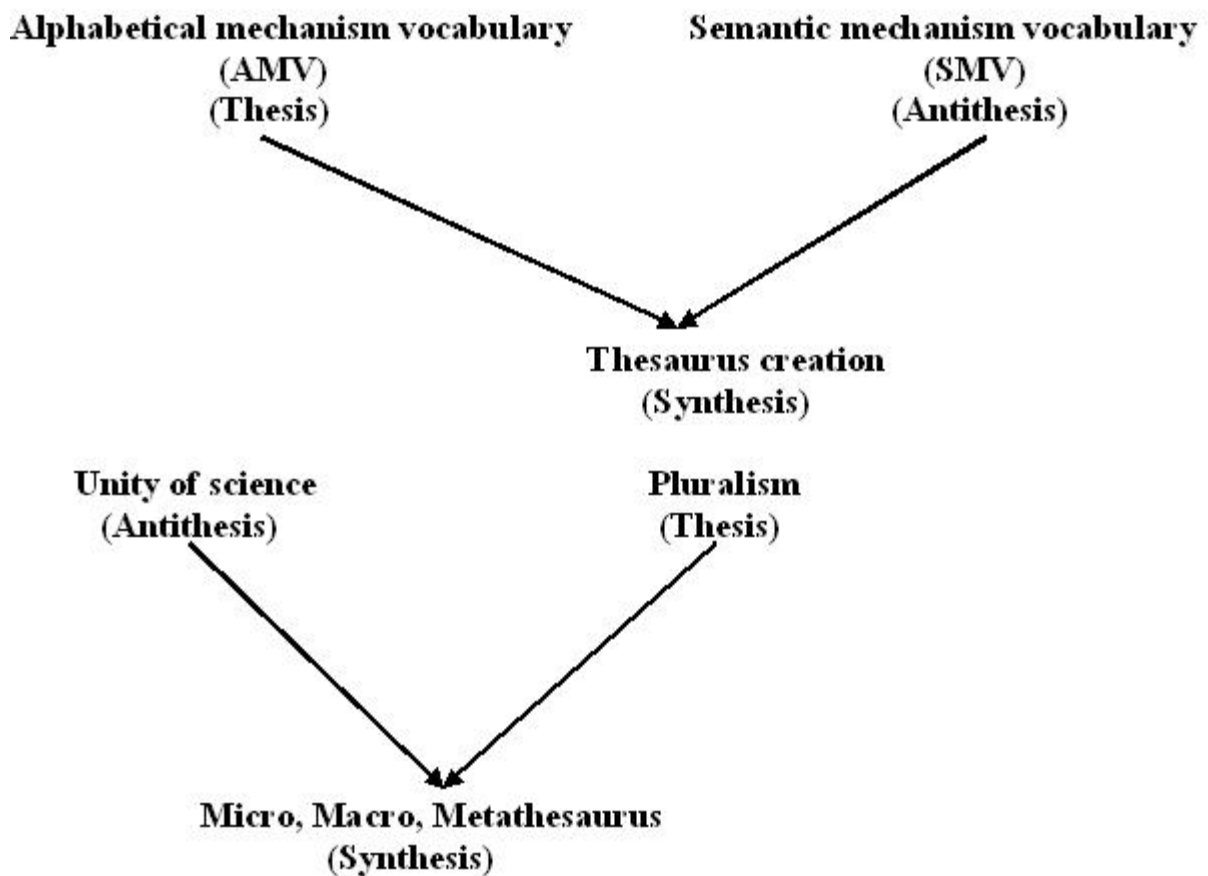 Alphabetical mechanism vocabulary
(AMV)
(Thesis)
Semantic mechanism vocabulary
(SMV)
(Antithesis)
Thesaurus creation
(Synthesis)
Unity of science
(Antithesis)
Pluralism
(Thesis)
Micro, Macro, Metathesaurus
(Synthesis)